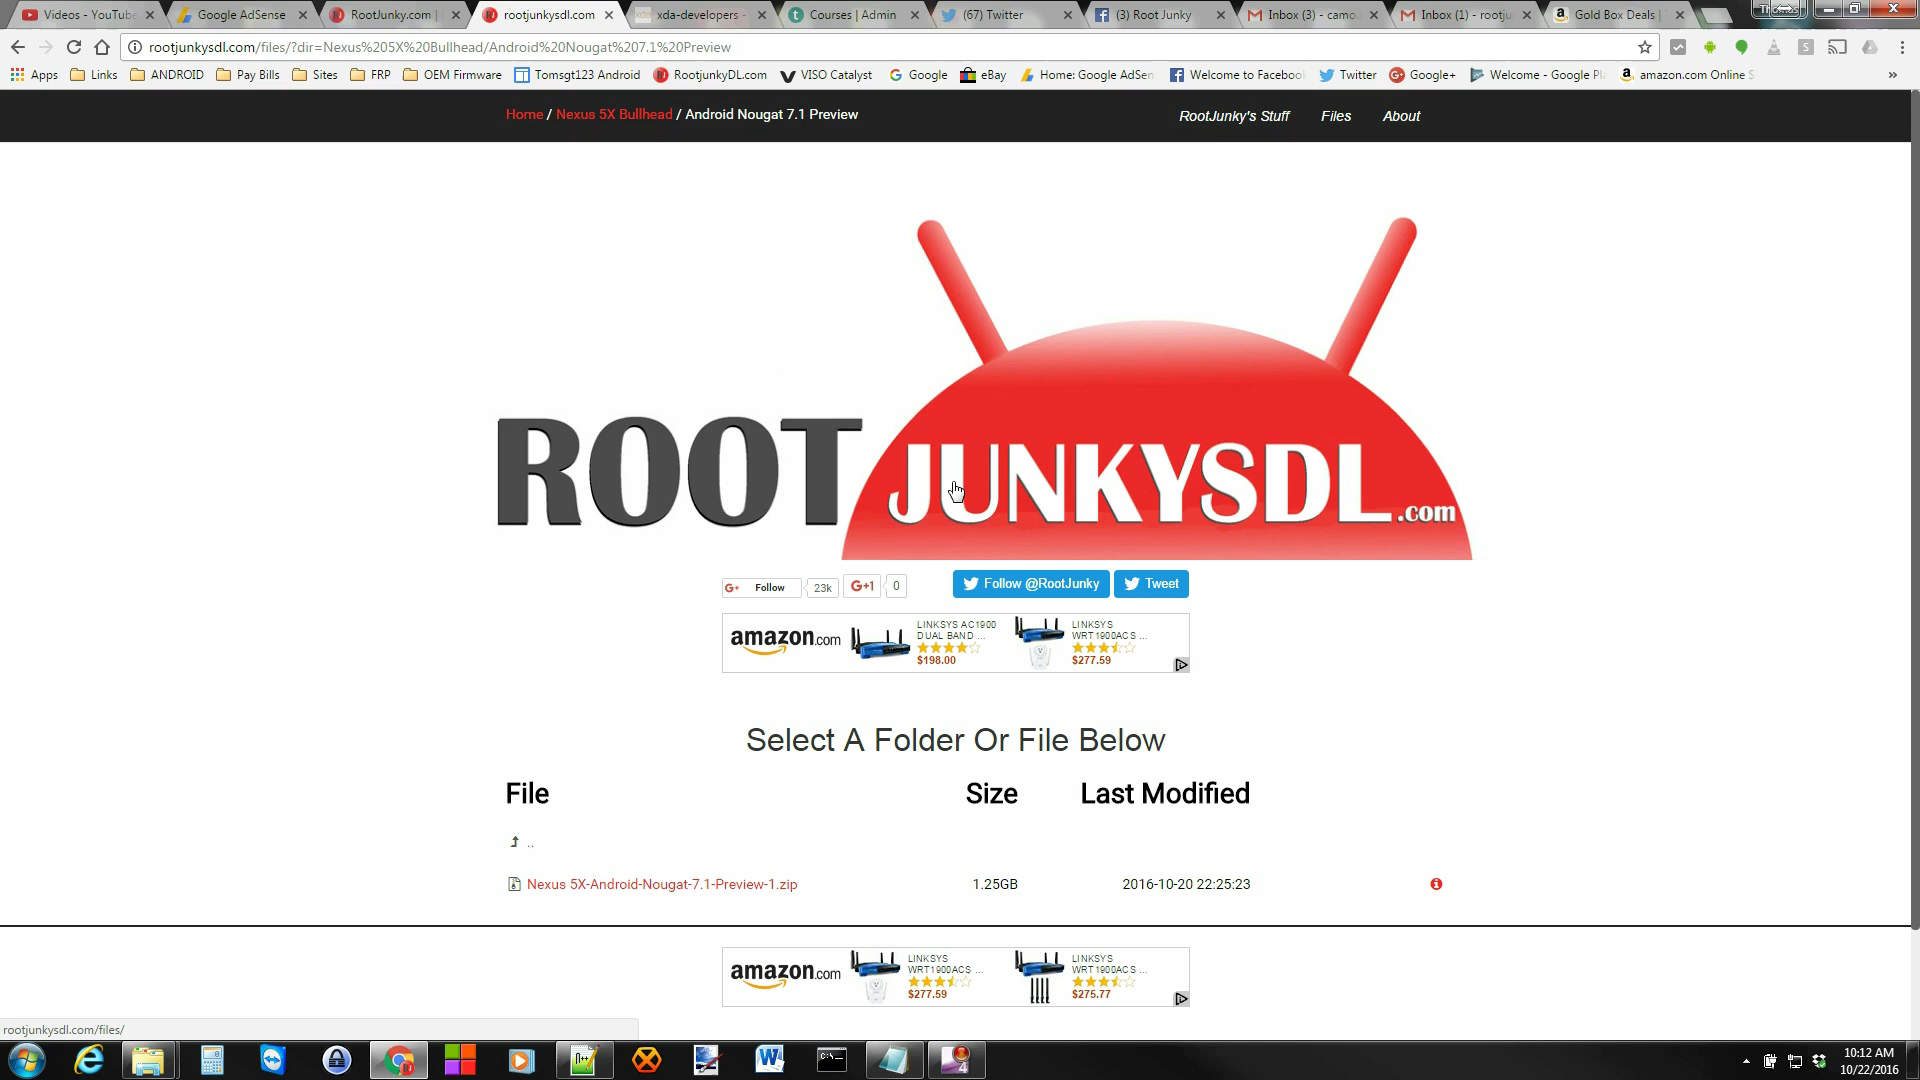 Videos - YouTube
Google AdSense
RootJunky.com |
rootjunkysdl.com
xda-developers -
Courses | Admin
(67) Twitter
(3) Root Junky
Inbox (3) - camo
Inbox (1) - rootju
Gold Box Deals |
Thomas
rootjunkysdl.com/files/?dir=Nexus%205X%20Bullhead/Android%20Nougat%207.1%20Preview
Apps
Links
ANDROID
Pay Bills
Sites
FRP
OEM Firmware
Tomsgt123 Android
RootjunkyDL.com
VISO Catalyst
Google
eBay
Home: Google AdSen
Welcome to Facebook
Twitter
Google+
Welcome - Google Pl
amazon.com Online S
»
Home / Nexus 5X Bullhead / Android Nougat 7.1 Preview
RootJunky's Stuff
Files
About
ROOT JUNKYSDL.com
G+ Follow
23k
G+1
0
Follow @RootJunky
Tweet
amazon.com
LINKSYS AC1900
DUAL BAND ...
$198.00
LINKSYS
WRT1900ACS ...
$277.59
Select A Folder Or File Below
File
Size
Last Modified
..
Nexus 5X-Android-Nougat-7.1-Preview-1.zip
1.25GB
2016-10-20 22:25:23
amazon.com
LINKSYS
WRT1900ACS ...
$277.59
LINKSYS
WRT1900ACS ...
$275.77
rootjunkysdl.com/files/
10:12 AM
10/22/2016